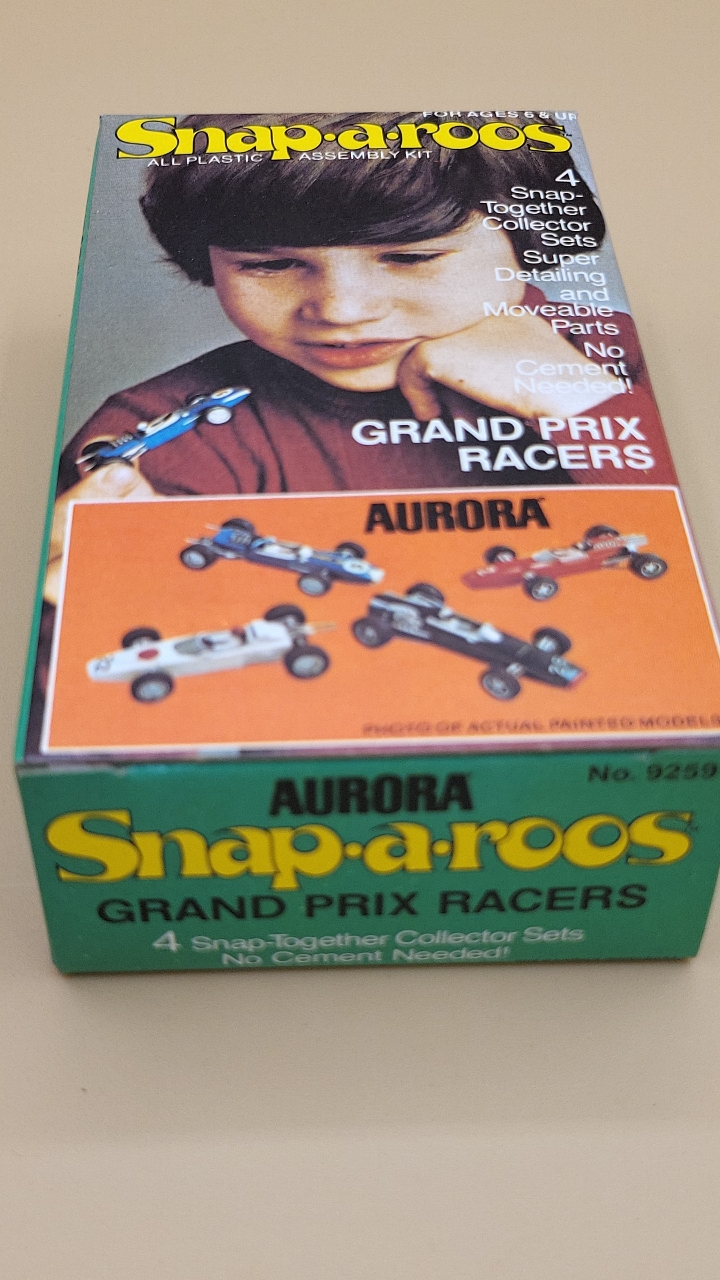 FOR AGES 6 & UP
Snap·a·roos
ALL PLASTIC ASSEMBLY KIT
4
Snap-
Together
Collector
Sets
Super
Detailing
and
Moveable
Parts
No
Cement
Needed!
GRAND PRIX
RACERS
AURORA
PHOTO OF ACTUAL PAINTED MODELS
No. 9259
AURORA
Snap·a·roos
GRAND PRIX RACERS
4 Snap-Together Collector Sets
No Cement Needed!